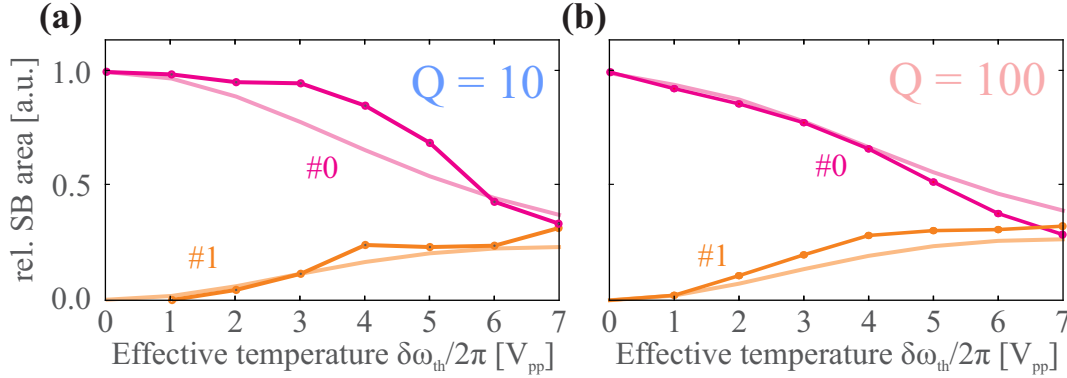 (a)
rel. SB area [a.u.]
1.0
0.5
0.0
Q = 10
#0
#1
0 1 2 3 4 5 6 7
Effective temperature δω_th/2π [V_pp]
(b)
Q = 100
#0
#1
0 1 2 3 4 5 6 7
Effective temperature δω_th/2π [V_pp]